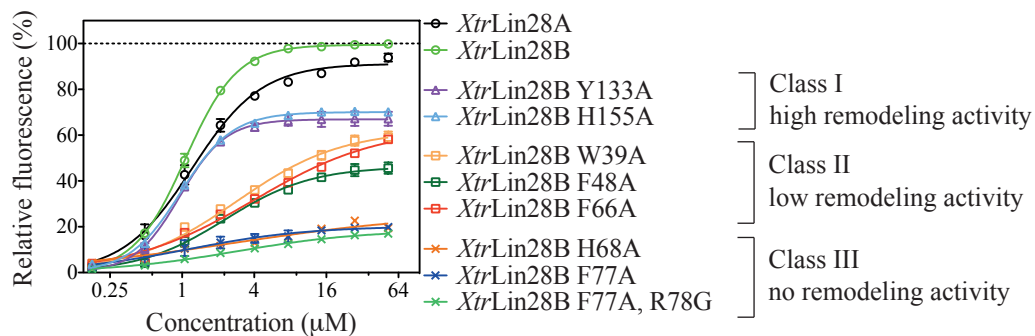 Relative fluorescence (%)
100
80
60
40
20
0
0.25
1
4
16
64
Concentration (μM)
XtrLin28A
XtrLin28B
XtrLin28B Y133A
XtrLin28B H155A
XtrLin28B W39A
XtrLin28B F48A
XtrLin28B F66A
XtrLin28B H68A
XtrLin28B F77A
XtrLin28B F77A, R78G
Class I
high remodeling activity
Class II
low remodeling activity
Class III
no remodeling activity